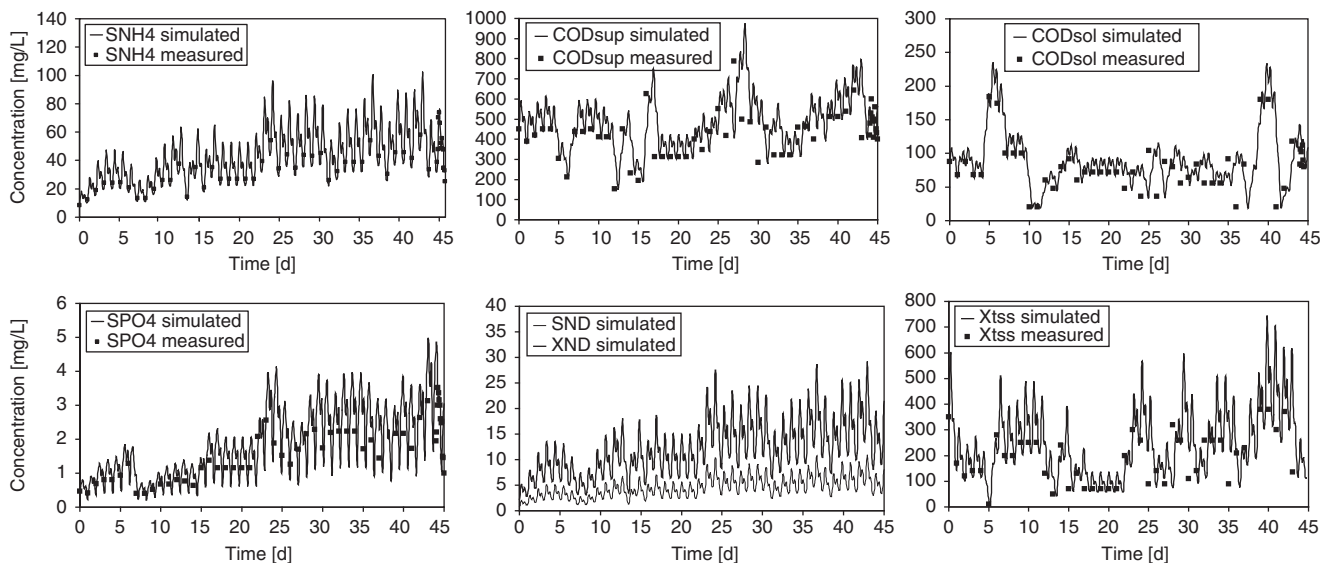 Concentration [mg/L]
140
120
100
80
60
40
20
0
SNH4 simulated
SNH4 measured
0 5 10 15 20 25 30 35 40 45
Time [d]
1000
900
800
700
600
500
400
300
200
100
0
CODsup simulated
CODsup measured
0 5 10 15 20 25 30 35 40 45
Time [d]
300
250
200
150
100
50
0
CODsol simulated
CODsol measured
0 5 10 15 20 25 30 35 40 45
Time [d]
Concentration [mg/L]
6
5
4
3
2
1
0
SPO4 simulated
SPO4 measured
0 5 10 15 20 25 30 35 40 45
Time [d]
40
35
30
25
20
15
10
5
0
SND simulated
XND simulated
0 5 10 15 20 25 30 35 40 45
Time [d]
800
700
600
500
400
300
200
100
0
Xtss simulated
Xtss measured
0 5 10 15 20 25 30 35 40 45
Time [d]